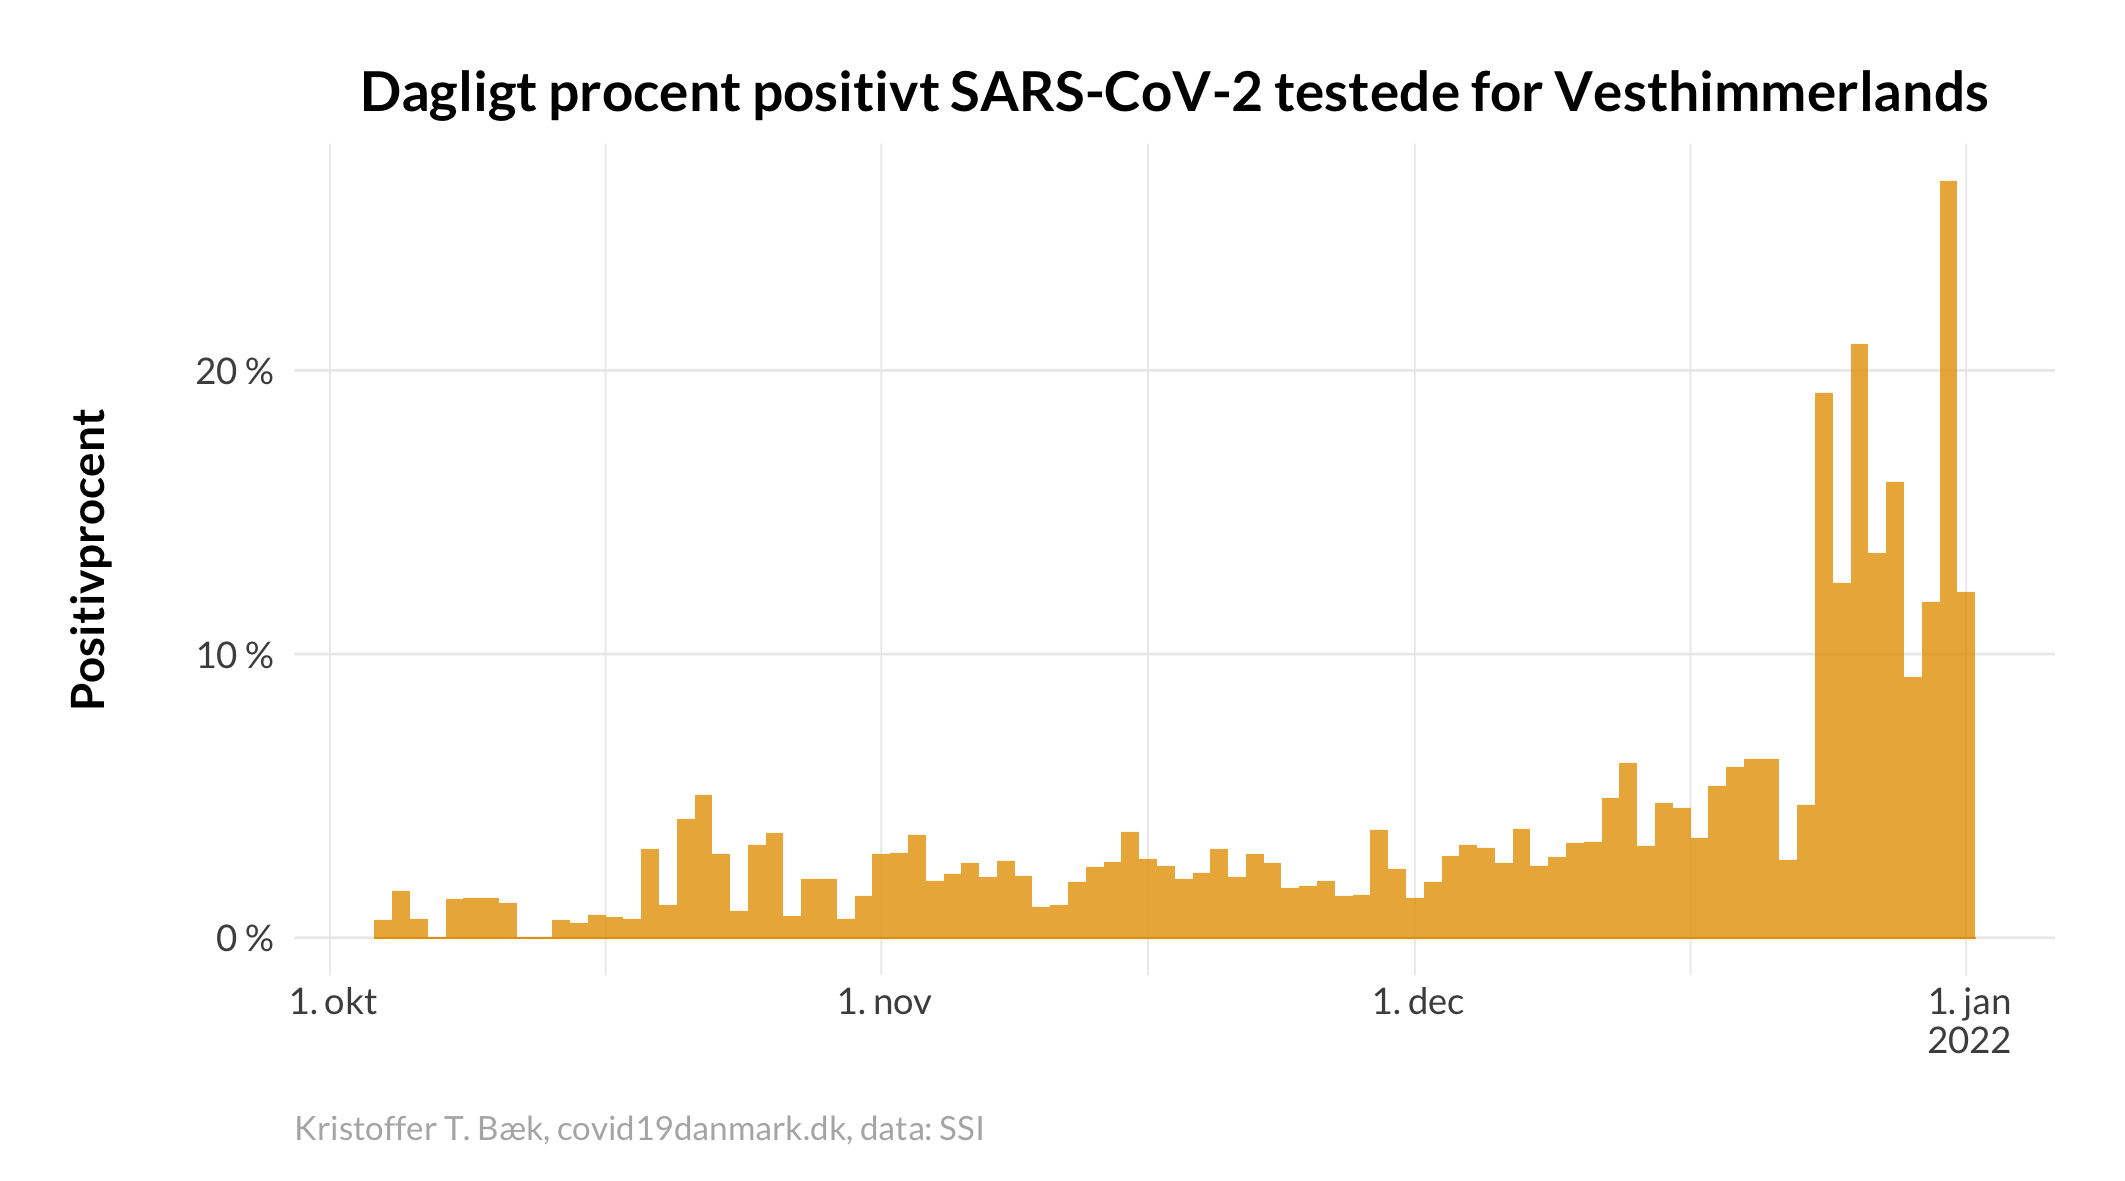 Dagligt procent positivt SARS-CoV-2 testede for Vesthimmerlands
Positivprocent
20 %
10 %
0 %
1. okt
1. nov
1. dec
1. jan
2022
Kristoffer T. Bæk, covid19danmark.dk, data: SSI